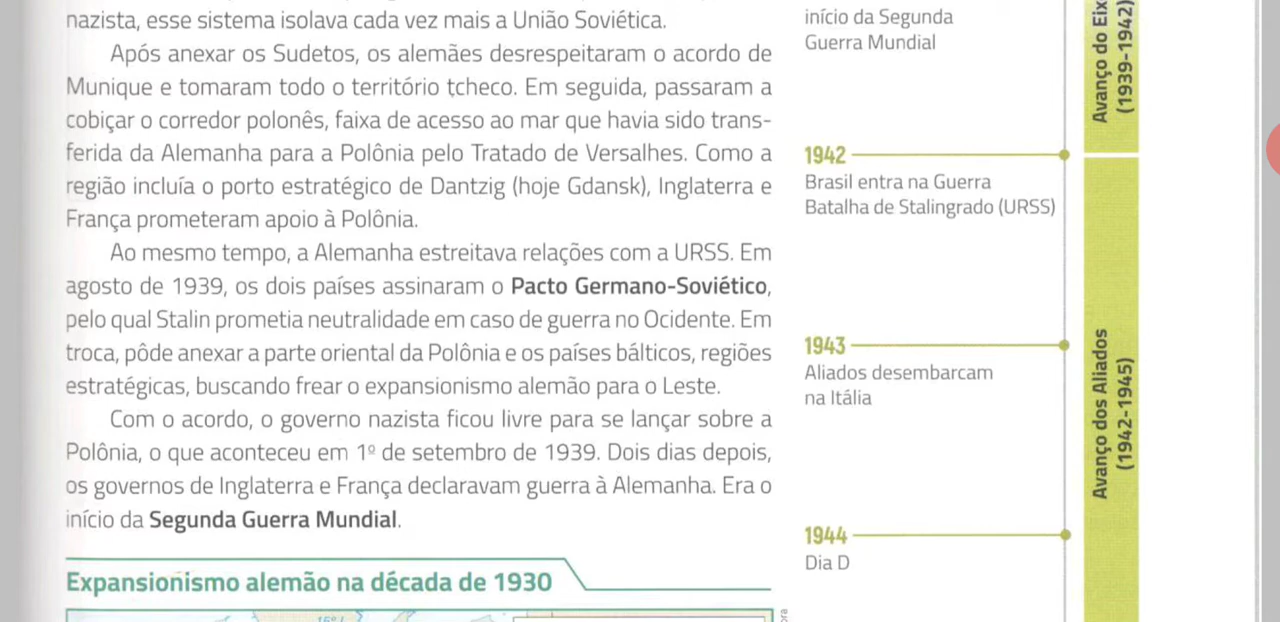 nazista, esse sistema isolava cada vez mais a União Soviética.
Após anexar os Sudetos, os alemães desrespeitaram o acordo de
Munique e tomaram todo o território tcheco. Em seguida, passaram a
cobiçar o corredor polonês, faixa de acesso ao mar que havia sido trans-
ferida da Alemanha para a Polônia pelo Tratado de Versalhes. Como a
região incluía o porto estratégico de Dantzig (hoje Gdansk), Inglaterra e
França prometeram apoio à Polônia.
Ao mesmo tempo, a Alemanha estreitava relações com a URSS. Em
agosto de 1939, os dois países assinaram o Pacto Germano-Soviético,
pelo qual Stalin prometia neutralidade em caso de guerra no Ocidente. Em
troca, pôde anexar a parte oriental da Polônia e os países bálticos, regiões
estratégicas, buscando frear o expansionismo alemão para o Leste.
Com o acordo, o governo nazista ficou livre para se lançar sobre a
Polônia, o que aconteceu em 1º de setembro de 1939. Dois dias depois,
os governos de Inglaterra e França declaravam guerra à Alemanha. Era o
início da Segunda Guerra Mundial.
Expansionismo alemão na década de 1930
início da Segunda
Guerra Mundial
1942
Brasil entra na Guerra
Batalha de Stalingrado (URSS)
1943
Aliados desembarcam
na Itália
1944
Dia D
Avanço do Eixo
(1939-1942)
Avanço dos Aliados
(1942-1945)